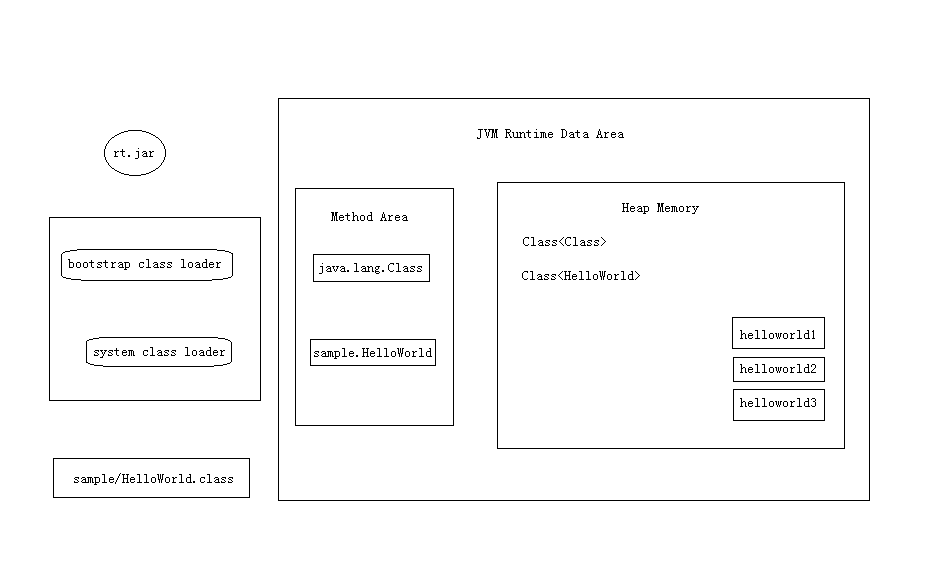 JVM Runtime Data Area
rt.jar
bootstrap class loader
system class loader
sample/HelloWorld.class
Method Area
java.lang.Class
sample.HelloWorld
Heap Memory
Class<Class>
Class<HelloWorld>
helloworld1
helloworld2
helloworld3